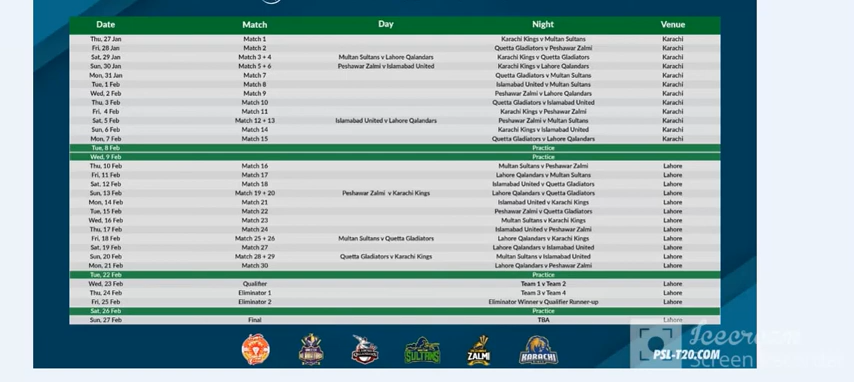 Date Match Day Night Venue
Thu, 27 Jan Match 1 Karachi Kings v Multan Sultans Karachi
Fri, 28 Jan Match 2 Quetta Gladiators v Peshawar Zalmi Karachi
Sat, 29 Jan Match 3 + 4 Multan Sultans v Lahore Qalandars Karachi Kings v Quetta Gladiators Karachi
Sun, 30 Jan Match 5 + 6 Peshawar Zalmi v Islamabad United Karachi Kings v Lahore Qalandars Karachi
Mon, 31 Jan Match 7 Quetta Gladiators v Multan Sultans Karachi
Tue, 1 Feb Match 8 Islamabad United v Multan Sultans Karachi
Wed, 2 Feb Match 9 Peshawar Zalmi v Lahore Qalandars Karachi
Thu, 3 Feb Match 10 Quetta Gladiators v Islamabad United Karachi
Fri, 4 Feb Match 11 Karachi Kings v Peshawar Zalmi Karachi
Sat, 5 Feb Match 12 + 13 Islamabad United v Lahore Qalandars Peshawar Zalmi v Multan Sultans Karachi
Sun, 6 Feb Match 14 Karachi Kings v Islamabad United Karachi
Mon, 7 Feb Match 15 Quetta Gladiators v Lahore Qalandars Karachi
Tue, 8 Feb Practice
Wed, 9 Feb Practice
Thu, 10 Feb Match 16 Multan Sultans v Peshawar Zalmi Lahore
Fri, 11 Feb Match 17 Lahore Qalandars v Multan Sultans Lahore
Sat, 12 Feb Match 18 Islamabad United v Quetta Gladiators Lahore
Sun, 13 Feb Match 19 + 20 Peshawar Zalmi v Karachi Kings Lahore Qalandars v Quetta Gladiators Lahore
Mon, 14 Feb Match 21 Islamabad United v Karachi Kings Lahore
Tue, 15 Feb Match 22 Peshawar Zalmi v Quetta Gladiators Lahore
Wed, 16 Feb Match 23 Multan Sultans v Karachi Kings Lahore
Thu, 17 Feb Match 24 Islamabad United v Peshawar Zalmi Lahore
Fri, 18 Feb Match 25 + 26 Multan Sultans v Quetta Gladiators Lahore Qalandars v Karachi Kings Lahore
Sat, 19 Feb Match 27 Lahore Qalandars v Islamabad United Lahore
Sun, 20 Feb Match 28 + 29 Quetta Gladiators v Karachi Kings Multan Sultans v Islamabad United Lahore
Mon, 21 Feb Match 30 Lahore Qalandars v Peshawar Zalmi Lahore
Tue, 22 Feb Practice
Wed, 23 Feb Qualifier Team 1 v Team 2 Lahore
Thu, 24 Feb Eliminator 1 Team 3 v Team 4 Lahore
Fri, 25 Feb Eliminator 2 Eliminator Winner v Qualifier Runner-up Lahore
Sat, 26 Feb Practice
Sun, 27 Feb Final TBA Lahore
SULTANS ZALMI KARACHI
Icecream
PSL-T20.COM
Screen